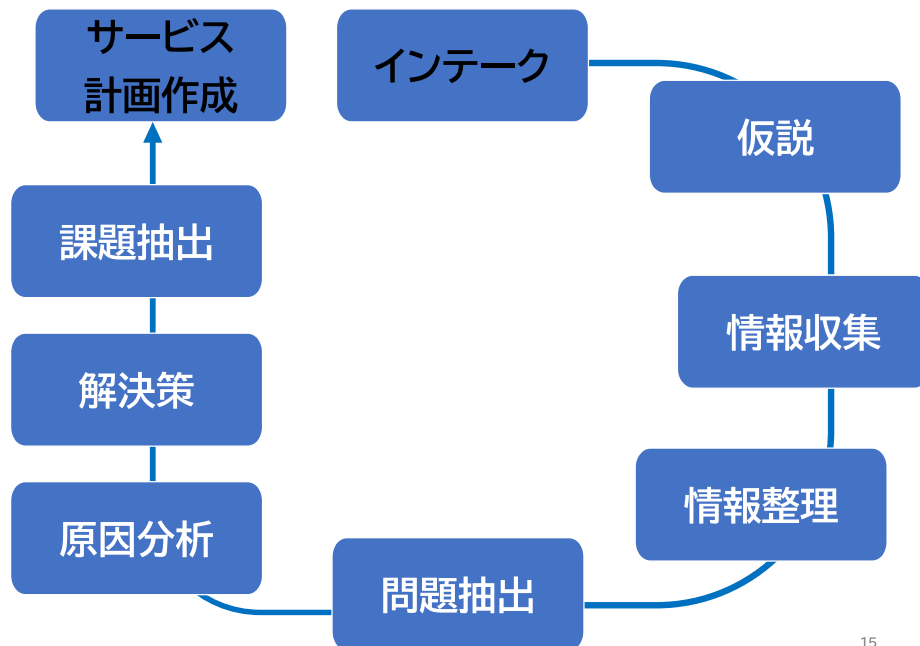 サービス
計画作成
インテーク
仮説
課題抽出
情報収集
解決策
情報整理
原因分析
問題抽出
15